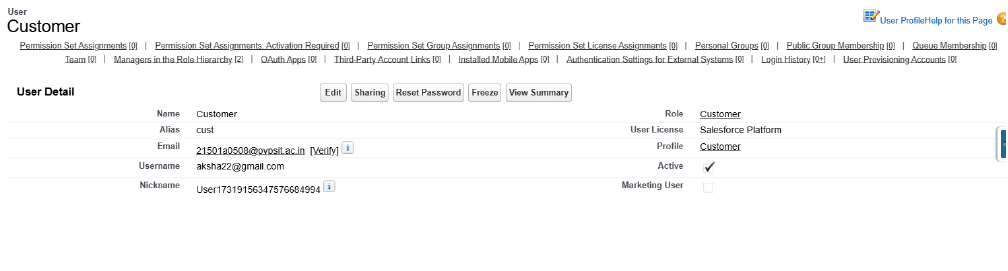 User
Customer
User Profile Help for this Page
Permission Set Assignments [0] | Permission Set Assignments: Activation Required [0] | Permission Set Group Assignments [0] | Permission Set License Assignments [0] | Personal Groups [0] | Public Group Membership [0] | Queue Membership [0]
Team [0] | Managers in the Role Hierarchy [2] | OAuth Apps [0] | Third-Party Account Links [0] | Installed Mobile Apps [0] | Authentication Settings for External Systems [0] | Login History [0+] | User Provisioning Accounts [0]
User Detail
Edit Sharing Reset Password Freeze View Summary
Name Customer Role Customer
Alias cust User License Salesforce Platform
Email 21501a0508@pvpsit.ac.in [Verify] i Profile Customer
Username aksha22@gmail.com Active
Nickname User17319156347576684994 i Marketing User